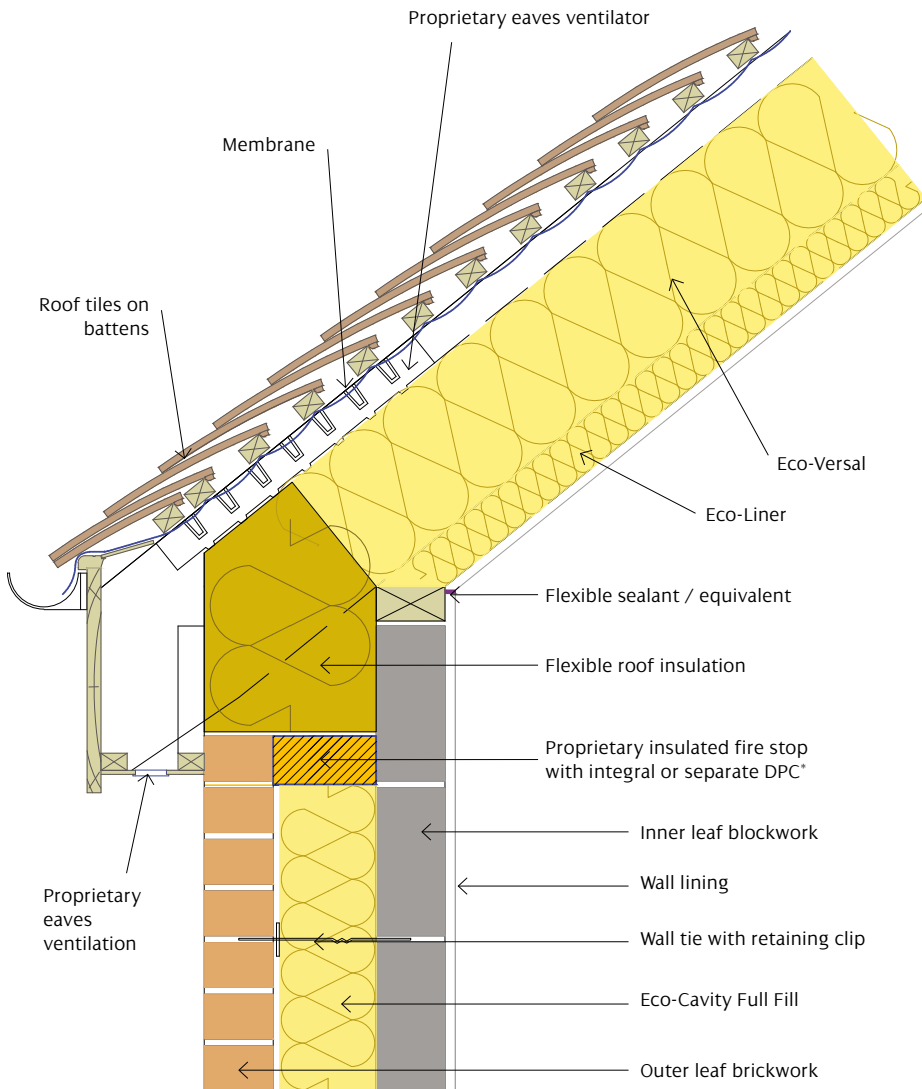 Proprietary eaves ventilator
Membrane
Roof tiles on
battens
Eco-Versal
Eco-Liner
Flexible sealant / equivalent
Flexible roof insulation
Proprietary insulated fire stop
with integral or separate DPC*
Inner leaf blockwork
Wall lining
Proprietary
eaves
ventilation
Wall tie with retaining clip
Eco-Cavity Full Fill
Outer leaf brickwork